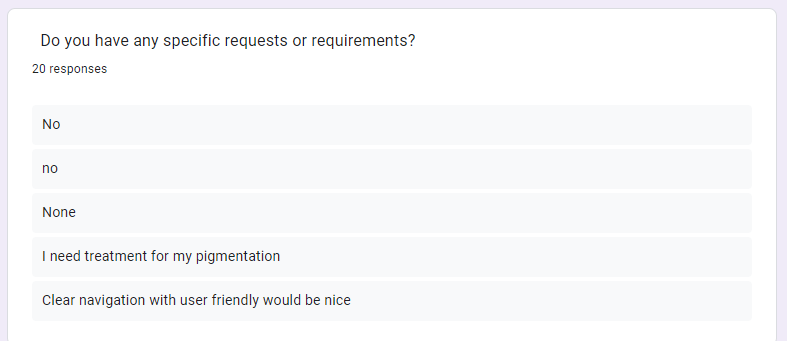 Do you have any specific requests or requirements?
20 responses
No
no
None
I need treatment for my pigmentation
Clear navigation with user friendly would be nice